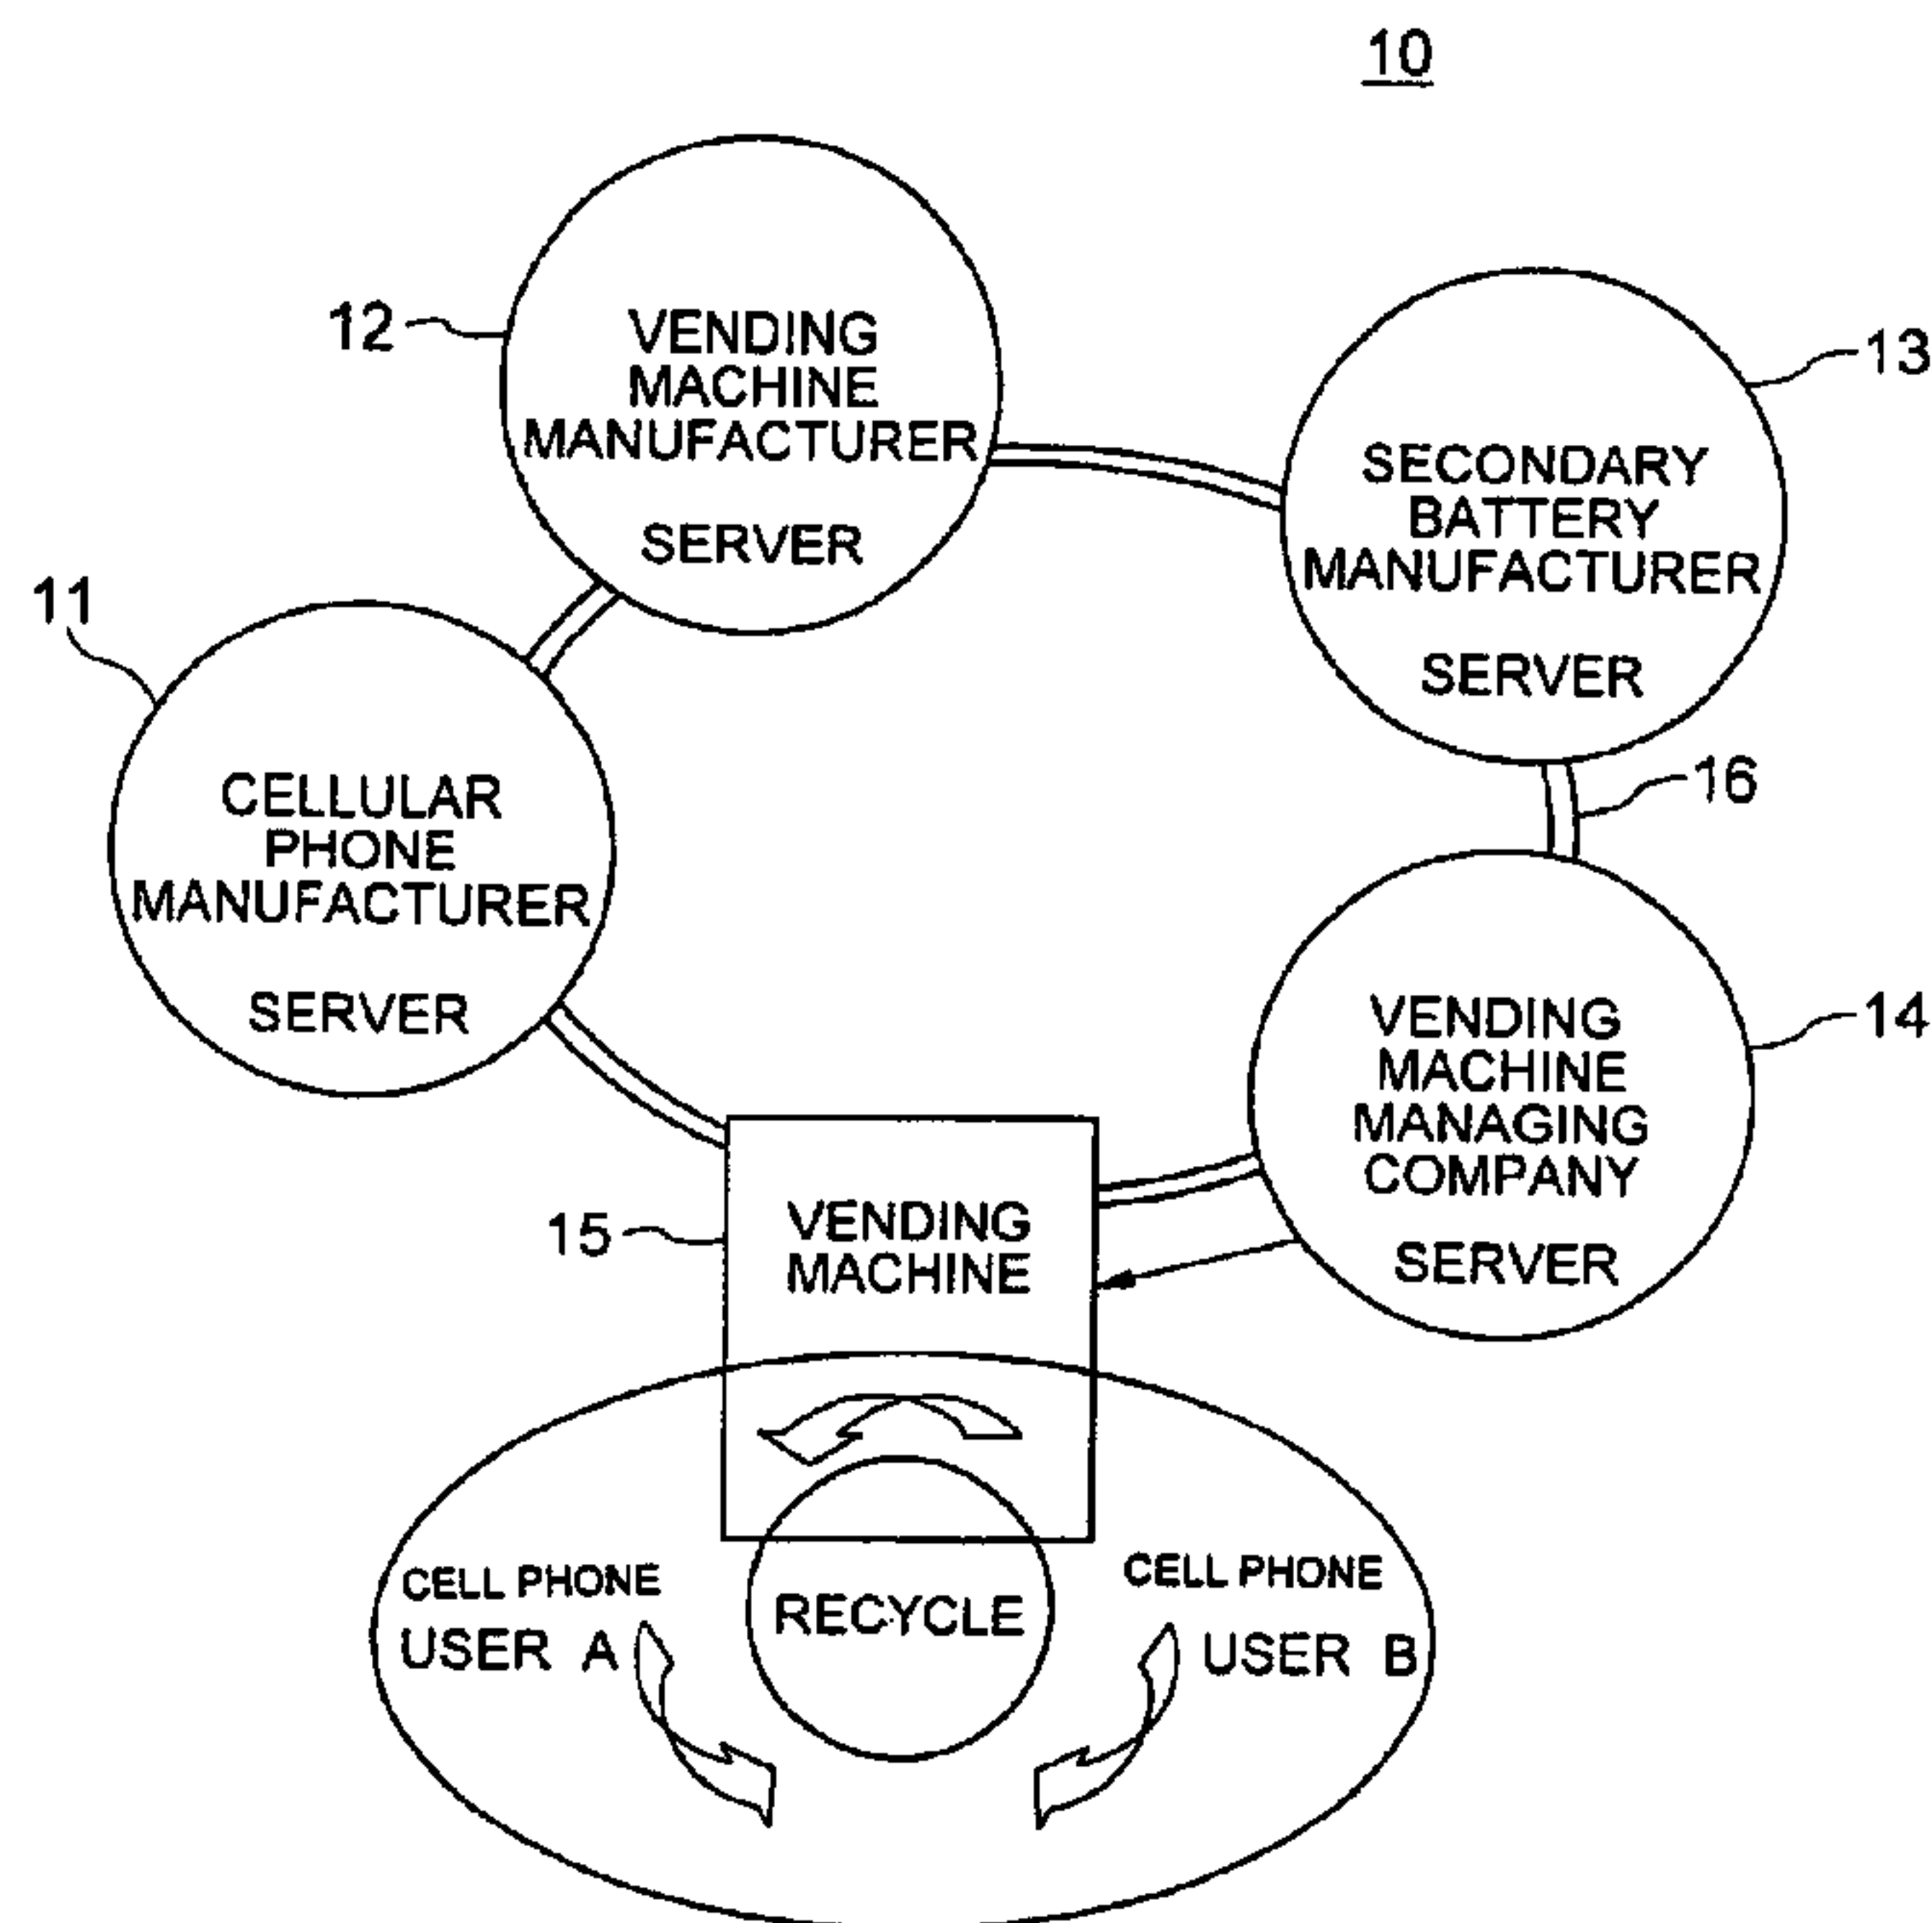 10
12
VENDING
MACHINE
MANUFACTURER
SERVER
13
SECONDARY
BATTERY
MANUFACTURER
SERVER
11
CELLULAR
PHONE
MANUFACTURER
SERVER
16
14
VENDING
MACHINE
MANAGING
COMPANY
SERVER
15
VENDING
MACHINE
CELL PHONE
USER A
RECYCLE
CELL PHONE
USER B